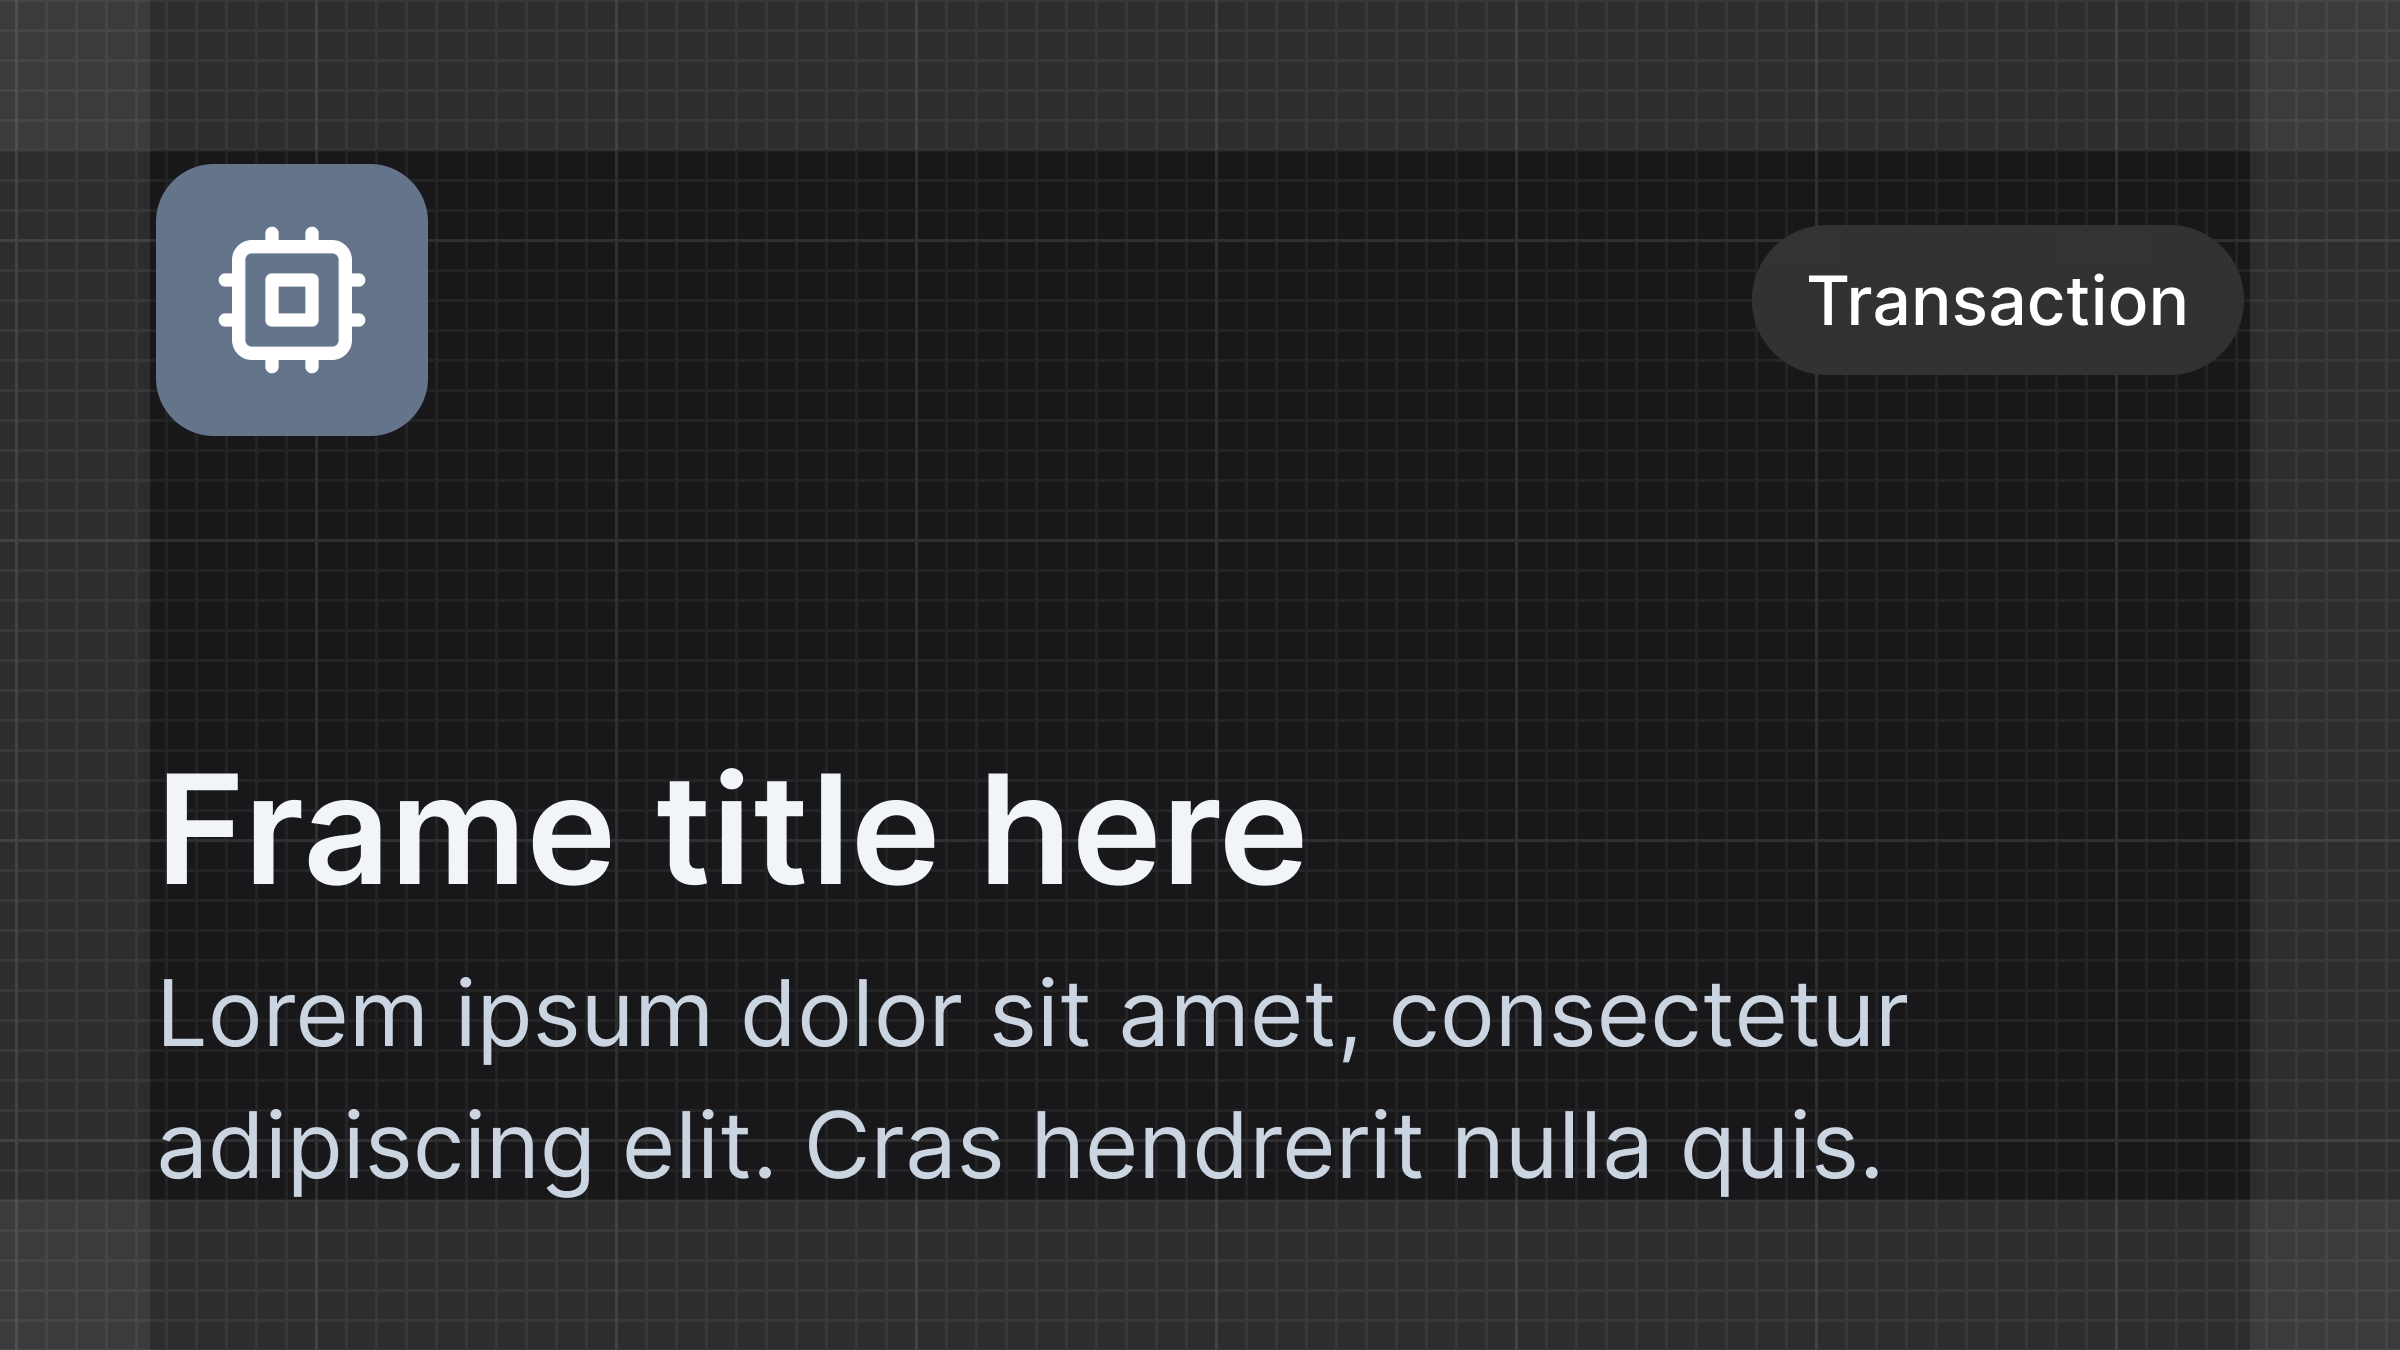 Transaction
Frame title here
Lorem ipsum dolor sit amet, consectetur
adipiscing elit. Cras hendrerit nulla quis.